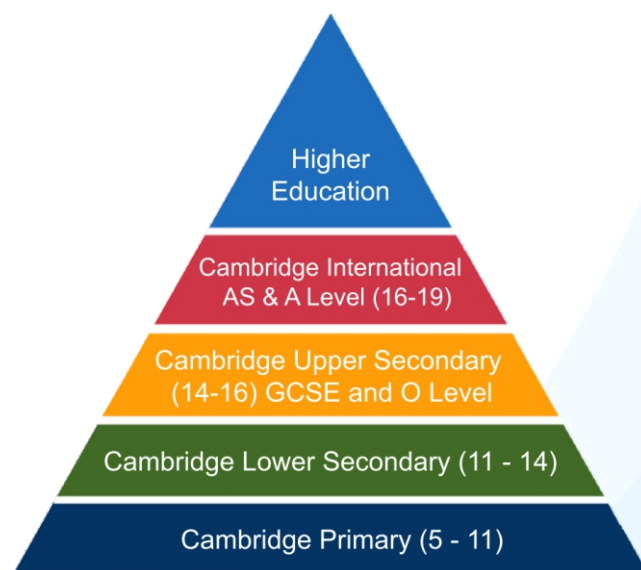 Higher
Education
Cambridge International
AS & A Level (16-19)
Cambridge Upper Secondary
(14-16) GCSE and O Level
Cambridge Lower Secondary (11 - 14)
Cambridge Primary (5 - 11)